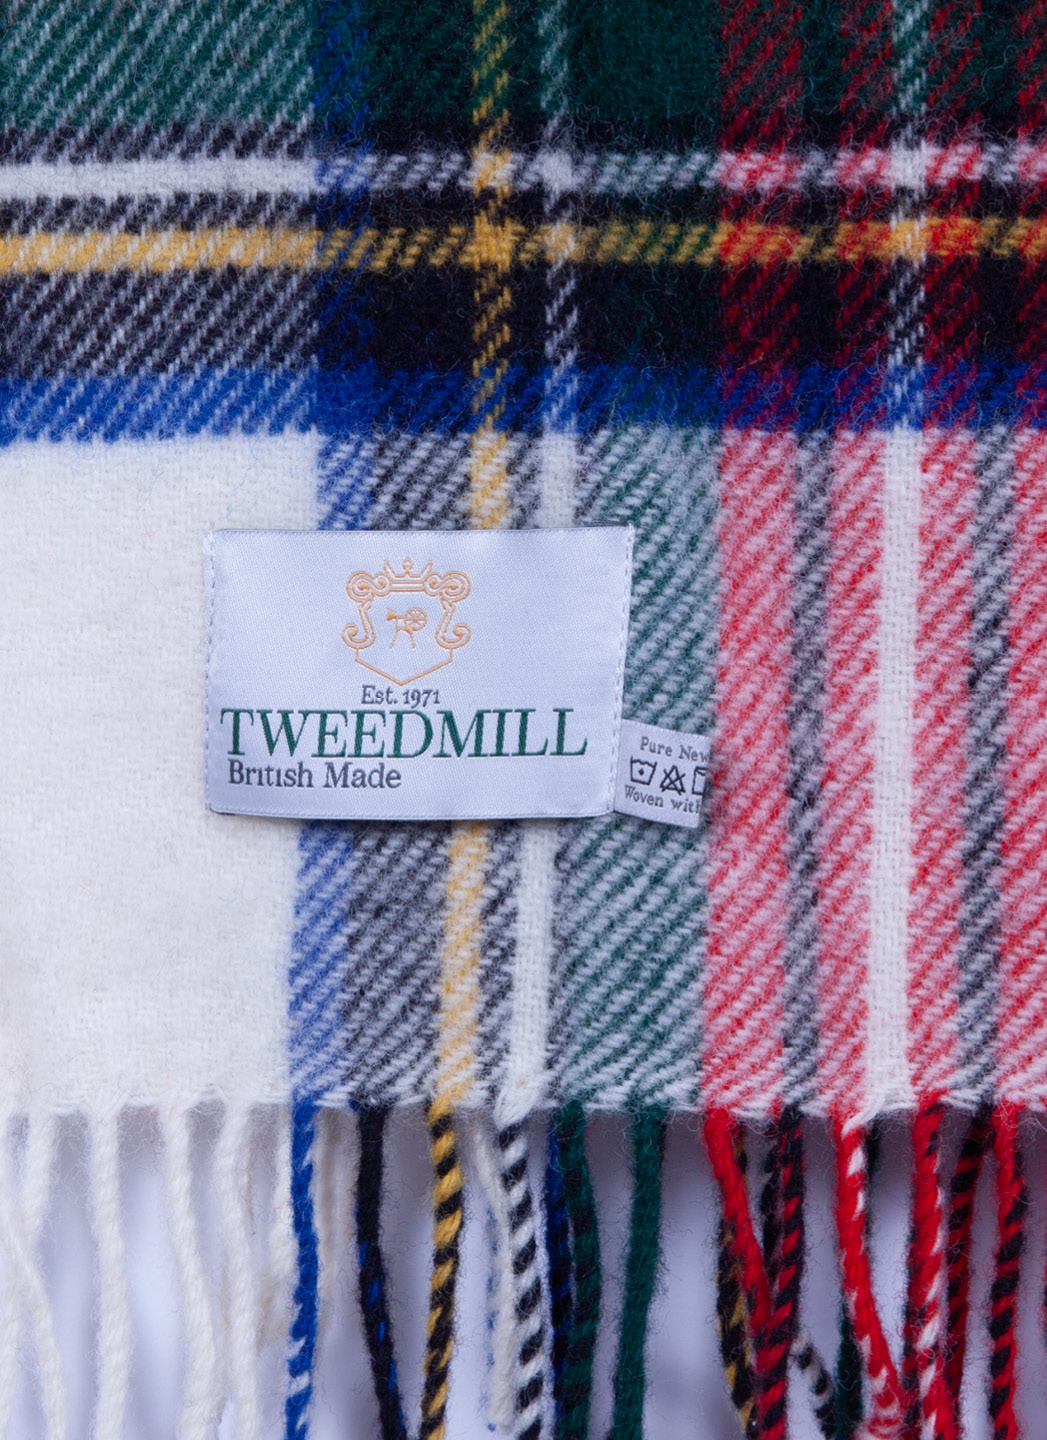 Est. 1971
TWEEDMILL
British Made
Pure New
Woven with